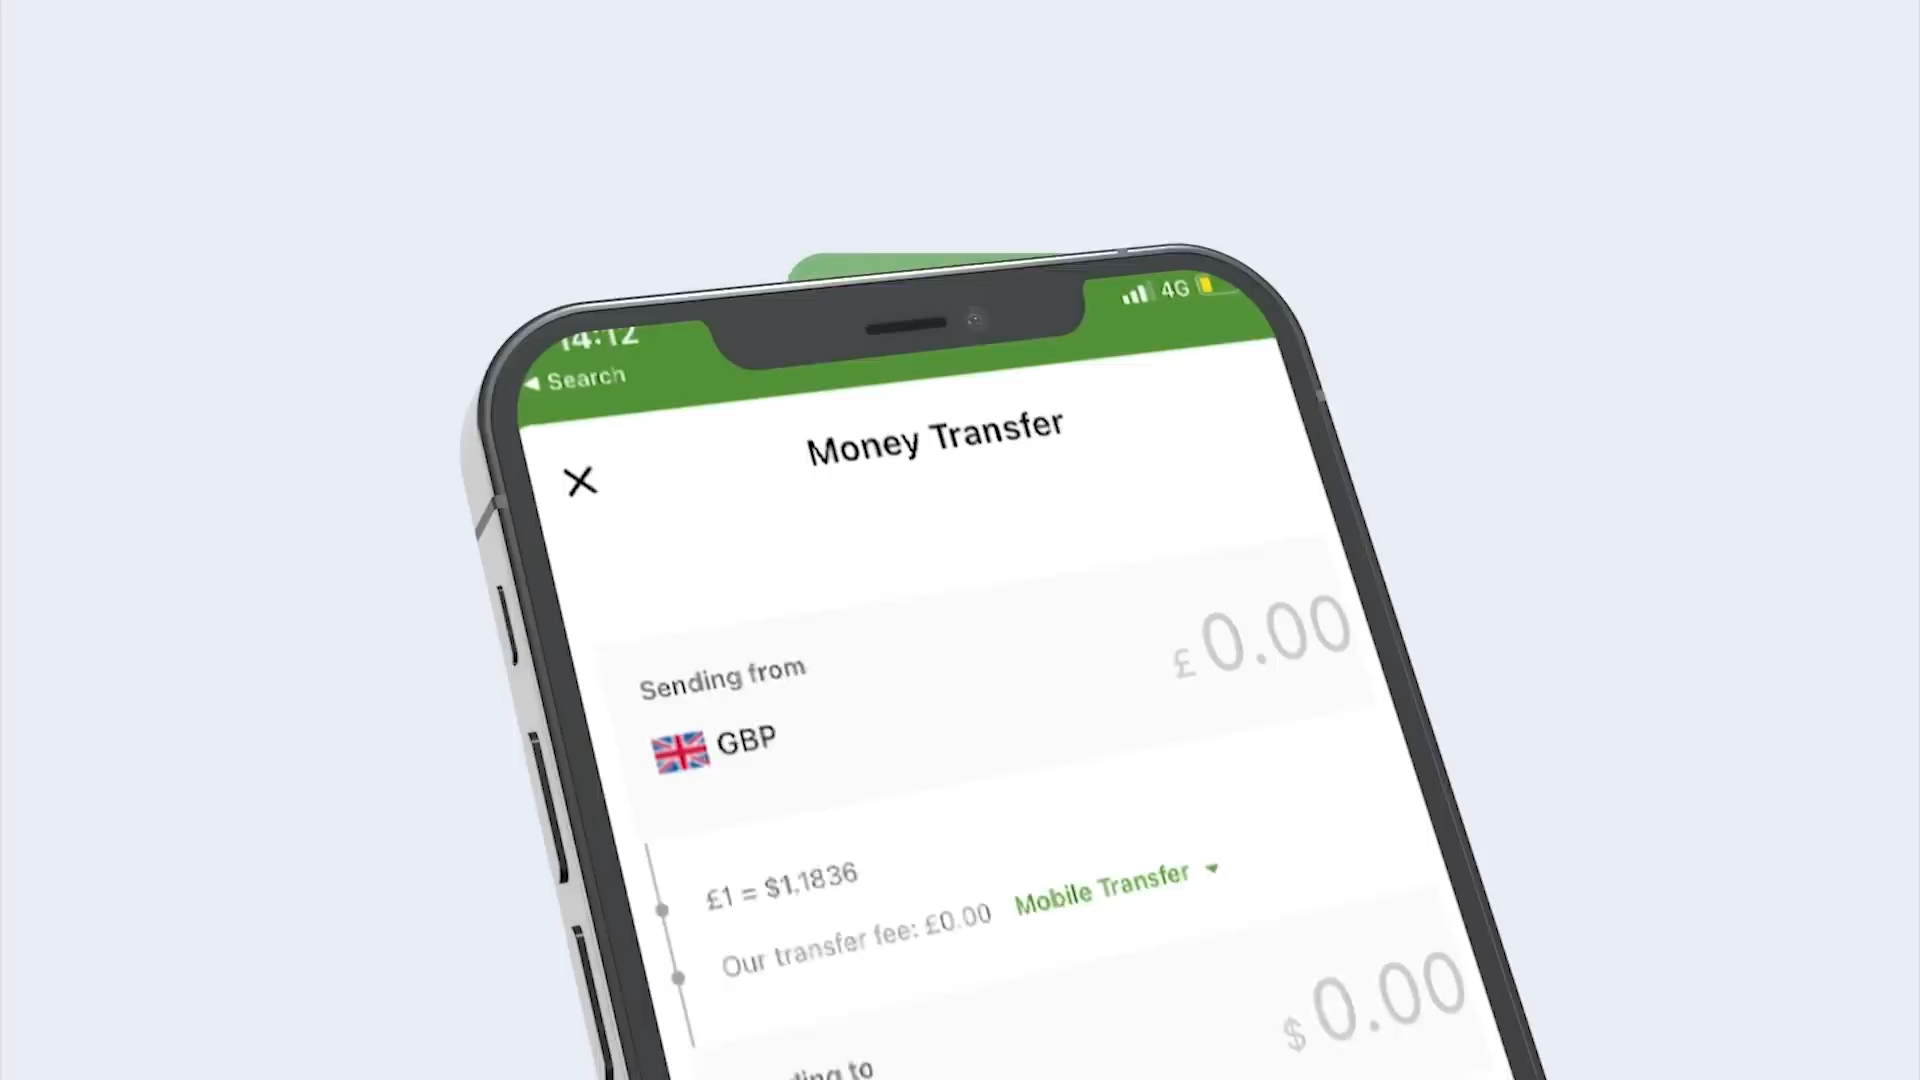 14:12
4G
Search
Money Transfer
Sending from
£ 0.00
GBP
£1 = $1.1836
Our transfer fee: £0.00 Mobile Transfer
$ 0.00
to